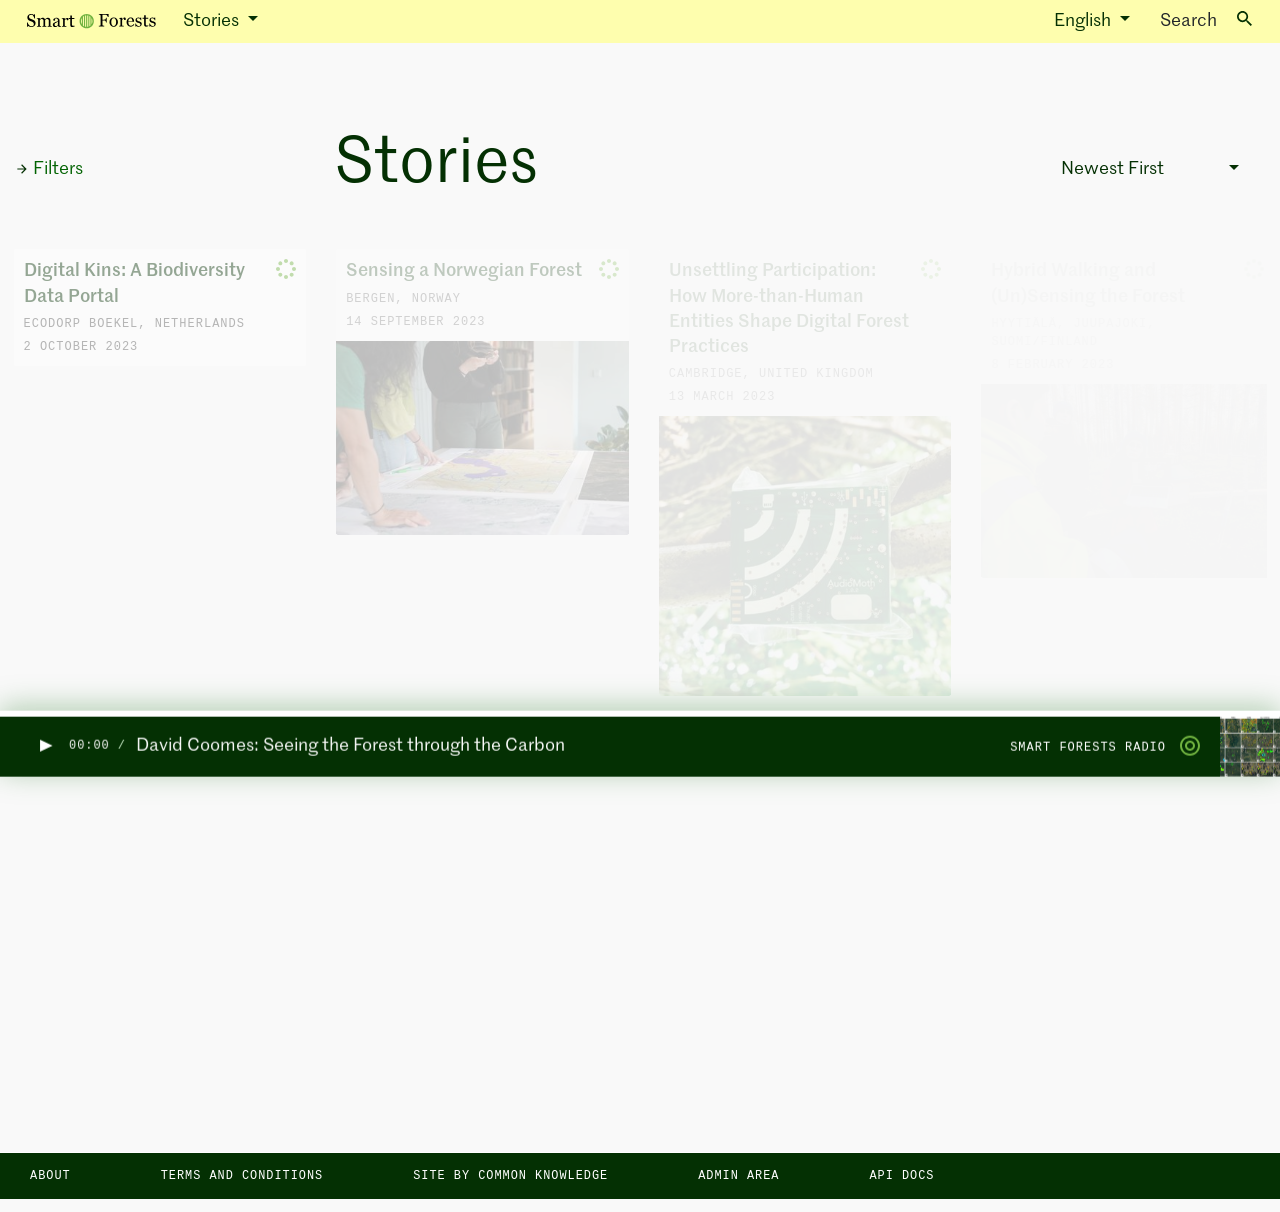 Smart Forests Stories English Search
Filters
Stories
Newest First
Digital Kins: A Biodiversity
Data Portal
ECODORP BOEKEL, NETHERLANDS
2 OCTOBER 2023
Sensing a Norwegian Forest
BERGEN, NORWAY
14 SEPTEMBER 2023
Unsettling Participation:
How More-than-Human
Entities Shape Digital Forest
Practices
CAMBRIDGE, UNITED KINGDOM
13 MARCH 2023
Hybrid Walking and
(Un)Sensing the Forest
00:00 / David Coomes: Seeing the Forest through the Carbon
SMART FORESTS RADIO
ABOUT TERMS AND CONDITIONS SITE BY COMMON KNOWLEDGE ADMIN AREA API DOCS